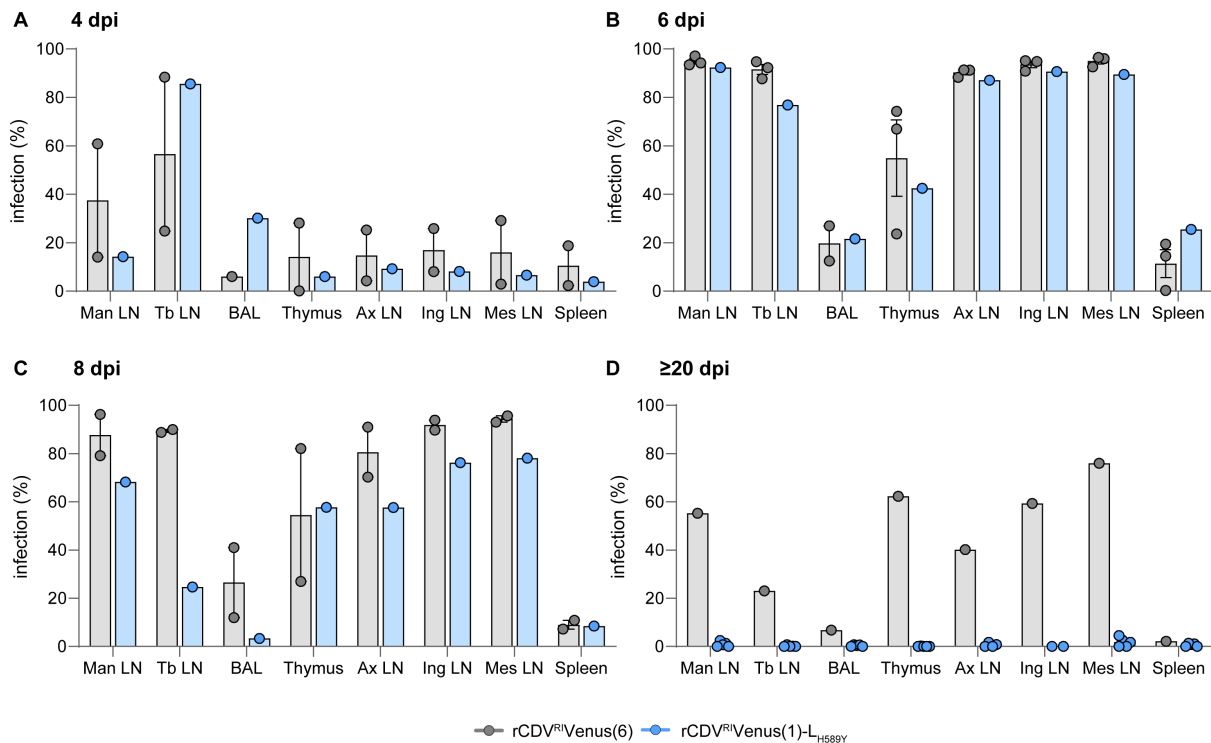 A 4 dpi
B 6 dpi
infection (%)
100
80
60
40
20
0
Man LN Tb LN BAL Thymus Ax LN Ing LN Mes LN Spleen
infection (%)
100
80
60
40
20
0
Man LN Tb LN BAL Thymus Ax LN Ing LN Mes LN Spleen
C 8 dpi
D ≥20 dpi
infection (%)
100
80
60
40
20
0
Man LN Tb LN BAL Thymus Ax LN Ing LN Mes LN Spleen
infection (%)
100
80
60
40
20
0
Man LN Tb LN BAL Thymus Ax LN Ing LN Mes LN Spleen
rCDVRIVenus(6) rCDVRIVenus(1)-LH589Y